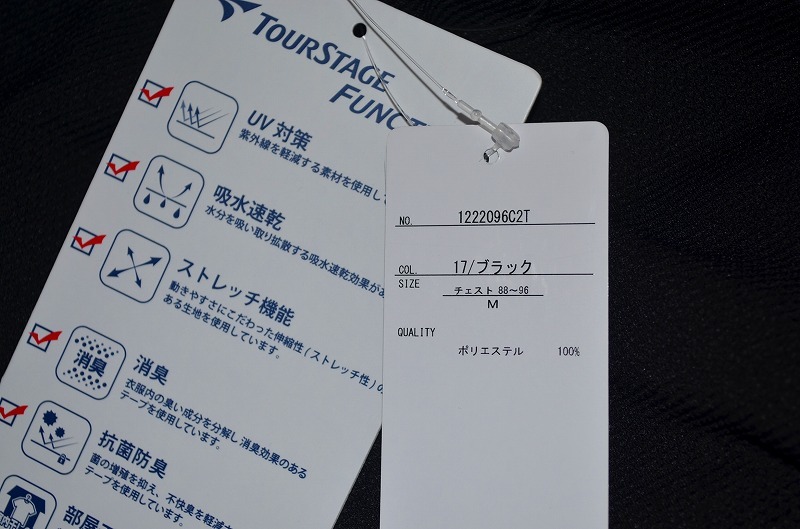 TOURSTAGE
UV対策
紫外線を軽減する素材を使用し
吸水速乾
水分を吸い取り拡散する吸水速乾効果が
ストレッチ機能
動きやすさにこだわった伸縮性(ストレッチ性)の
ある生地を使用しています。
消臭
消臭
衣服内の臭い成分を分解し消臭効果のある
テープを使用しています。
抗菌防臭
菌の増殖を抑え、不快臭を軽減
テープを使用しています。
部屋
NO. 1222096C2T
COL. 17/ブラック
SIZE チェスト 88～96
M
QUALITY
ポリエステル 100%